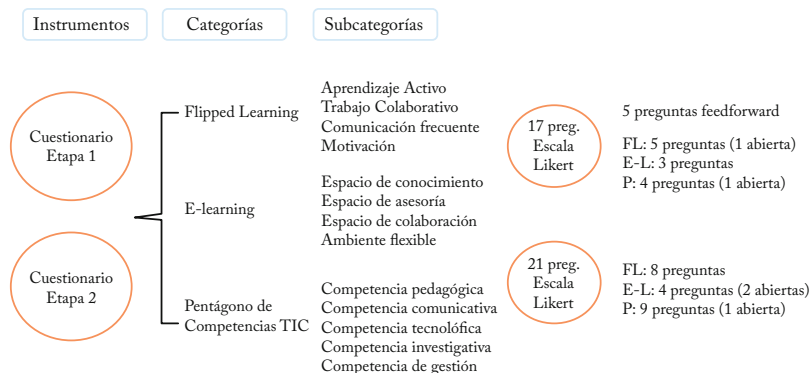 Instrumentos
Categorías
Subcategorías
Cuestionario
Etapa 1
Cuestionario
Etapa 2
Flipped Learning
E-learning
Pentágono de
Competencias TIC
Aprendizaje Activo
Trabajo Colaborativo
Comunicación frecuente
Motivación
Espacio de conocimiento
Espacio de asesoría
Espacio de colaboración
Ambiente flexible
Competencia pedagógica
Competencia comunicativa
Competencia tecnolófica
Competencia investigativa
Competencia de gestión
17 preg.
Escala
Likert
5 preguntas feedforward
FL: 5 preguntas (1 abierta)
E-L: 3 preguntas
P: 4 preguntas (1 abierta)
21 preg.
Escala
Likert
FL: 8 preguntas
E-L: 4 preguntas (2 abiertas)
P: 9 preguntas (1 abierta)